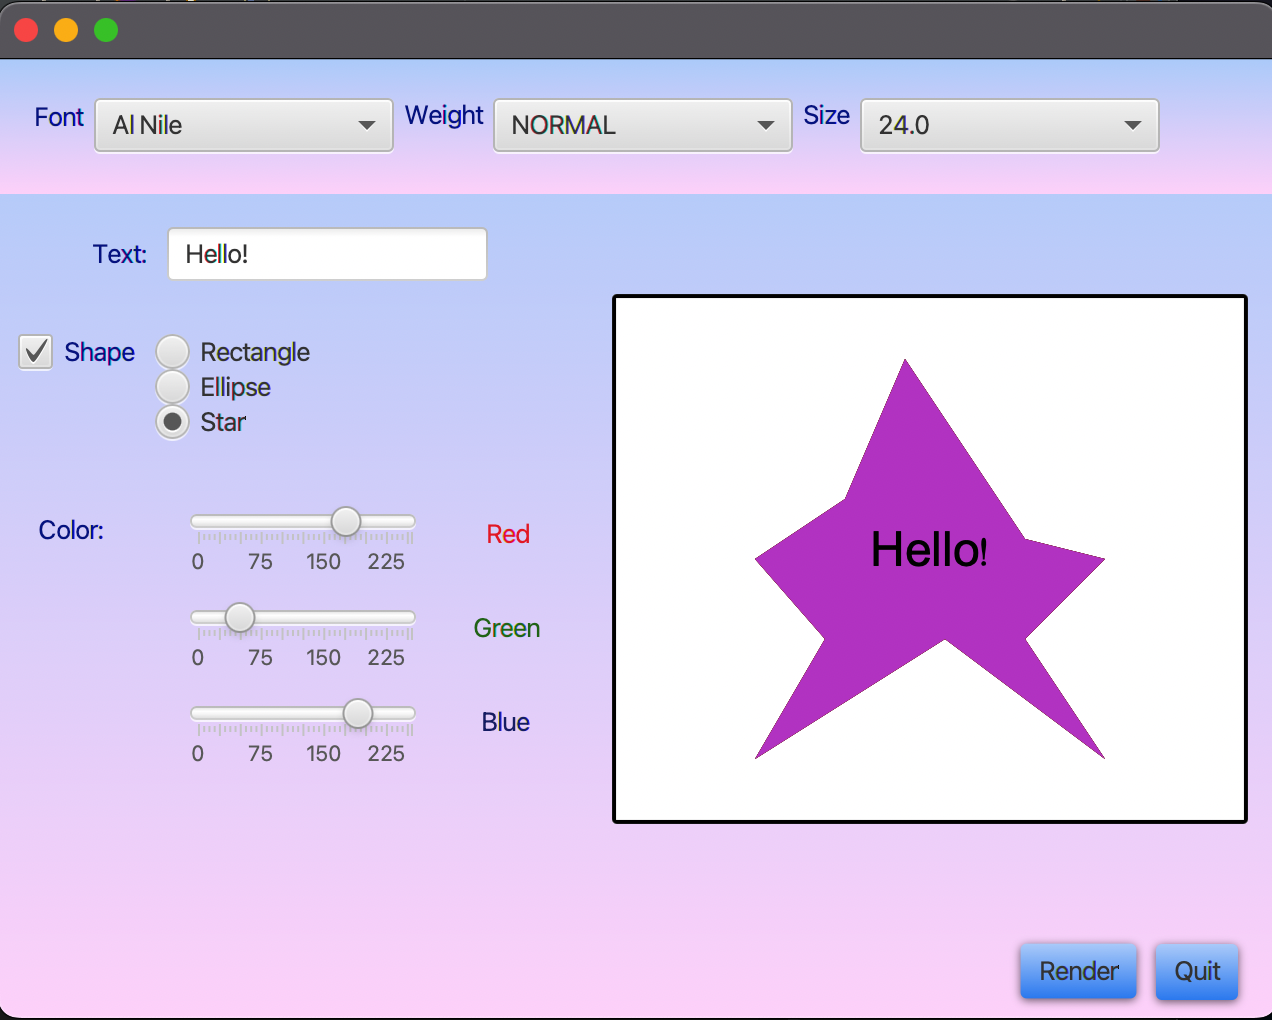 Font Al Nile Weight NORMAL Size 24.0
Text: Hello!
Shape Rectangle
Ellipse
Star
Color: Red
0 75 150 225
Green
0 75 150 225
Blue
0 75 150 225
Hello!
Render Quit